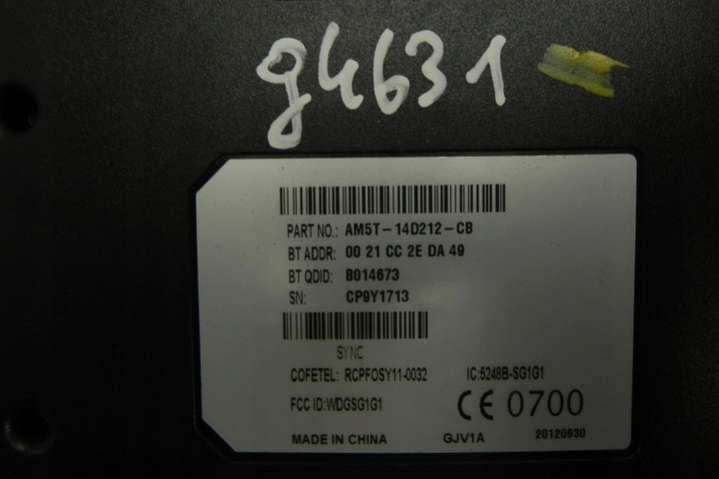 g4631
PART NO.: AM5T-14D212-CB
BT ADDR: 00 21 CC 2E DA 49
BT QDID: B014673
SN: CP9Y1713
SYNC
COFETEL: RCPFOSY11-0032 IC:5248B-SG1G1
FCC ID:WDGSG1G1 CE 0700
MADE IN CHINA GJV1A 20120930